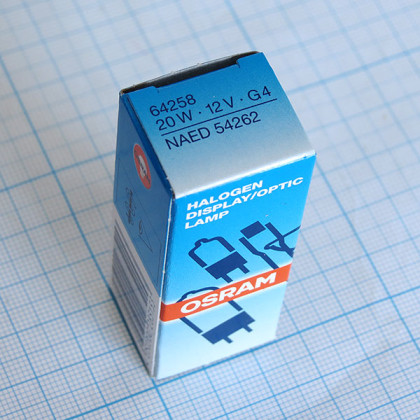 64258
20 W · 12 V · G4
NAED 54262
HALOGEN
DISPLAY/OPTIC
LAMP
OSRAM